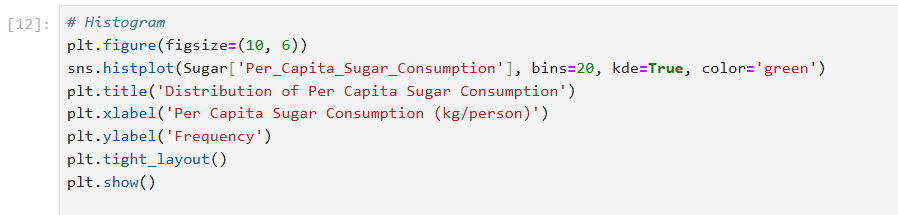 [12]: # Histogram
plt.figure(figsize=(10, 6))
sns.histplot(Sugar['Per_Capita_Sugar_Consumption'], bins=20, kde=True, color='green')
plt.title('Distribution of Per Capita Sugar Consumption')
plt.xlabel('Per Capita Sugar Consumption (kg/person)')
plt.ylabel('Frequency')
plt.tight_layout()
plt.show()